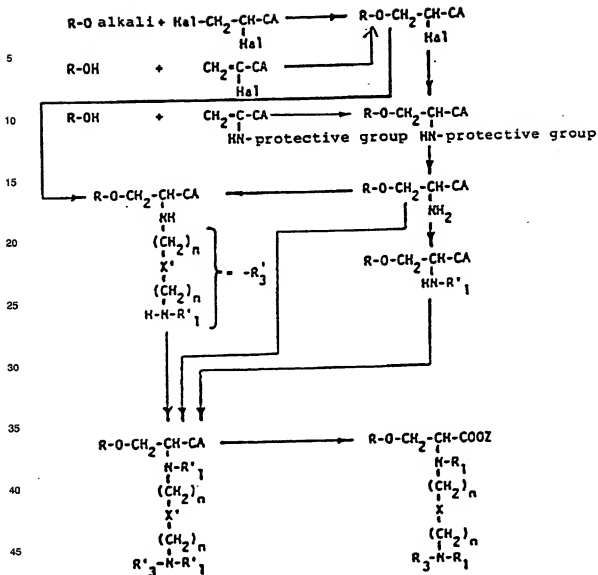 R-O alkali + Hal-CH2-CH-CA R-O-CH2-CH-CA
Hal Hal
5
R-OH + CH2=C-CA
Hal
10 R-OH + CH2=C-CA R-O-CH2-CH-CA
HN-protective group HN-protective group
15
R-O-CH2-CH-CA R-O-CH2-CH-CA
NH NH2
20 (CH2)n
X' = -R'3 R-O-CH2-CH-CA
25 (CH2)n HN-R'1
H-N-R'1
30
35
R-O-CH2-CH-CA R-O-CH2-CH-COOZ
N-R'1 N-R1
40 (CH2)n (CH2)n
X' X
(CH2)n (CH2)n
45 R'3-N-R'1 R3-N-R1